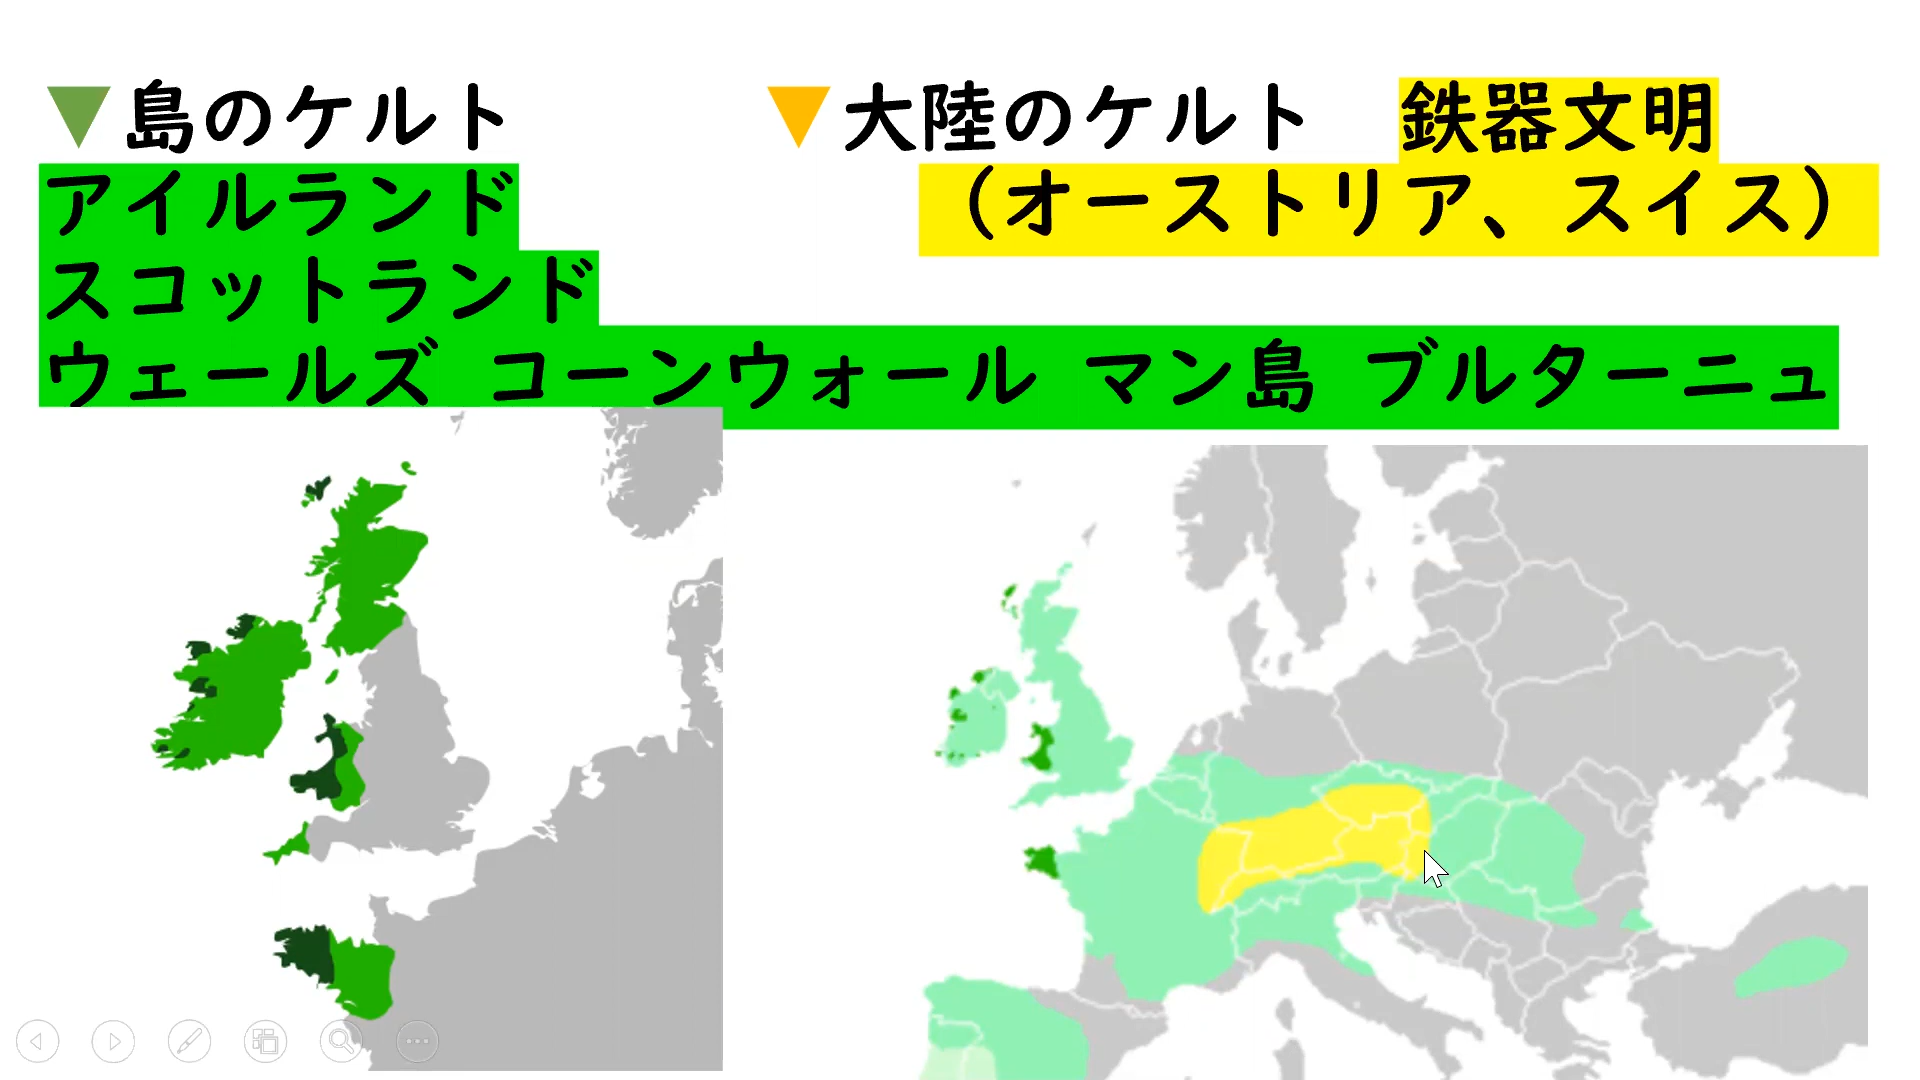 ▼島のケルト
アイルランド
スコットランド
ウェールズ コーンウォール マン島 ブルターニュ
▼大陸のケルト 鉄器文明
(オーストリア、スイス)